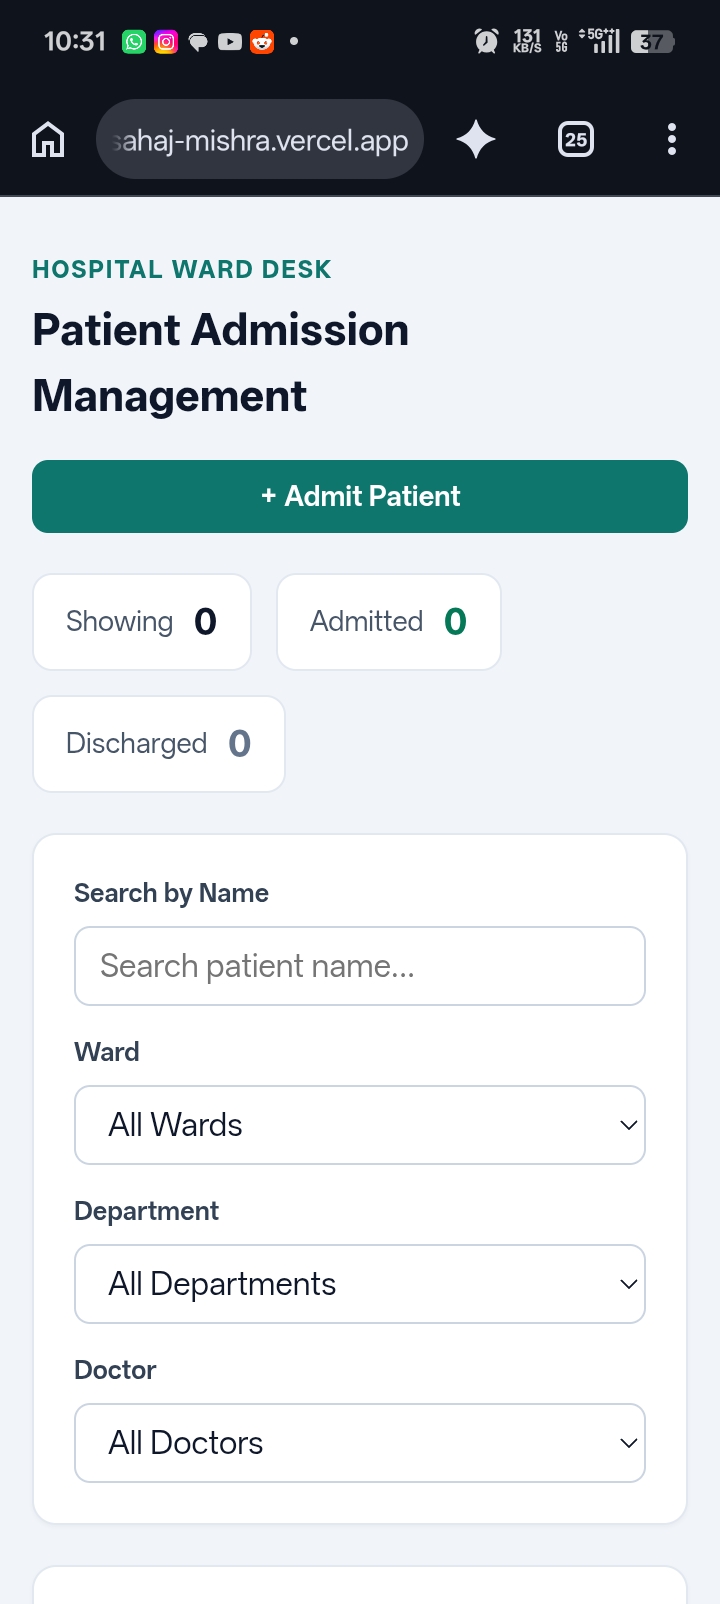 10:31
131
KB/S
Vo
5G
5G++
37
sahaj-mishra.vercel.app
25
HOSPITAL WARD DESK
Patient Admission
Management
+ Admit Patient
Showing 0 Admitted 0
Discharged 0
Search by Name
Search patient name...
Ward
All Wards
Department
All Departments
Doctor
All Doctors